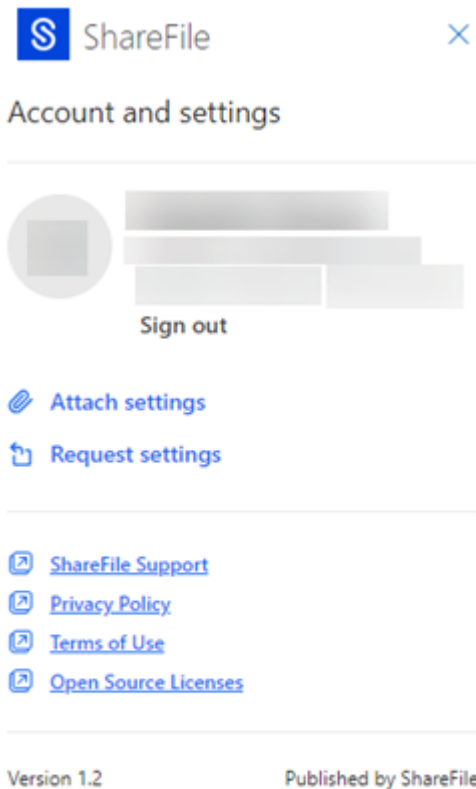 ShareFile
Account and settings
Sign out
Attach settings
Request settings
ShareFile Support
Privacy Policy
Terms of Use
Open Source Licenses
Version 1.2 Published by ShareFile